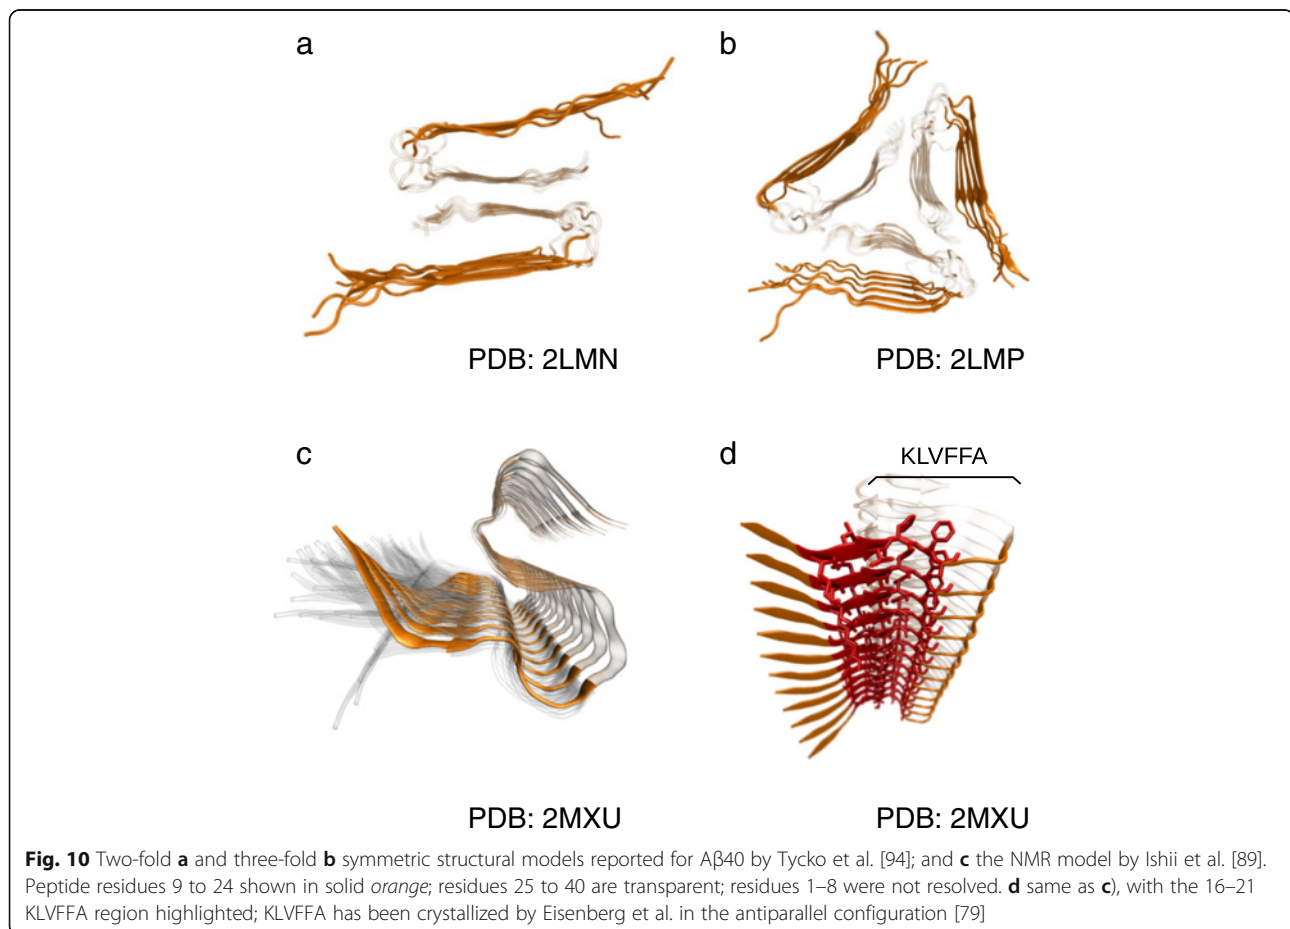 a
b
PDB: 2LMN
PDB: 2LMP
c
d
KLVFFA
PDB: 2MXU
PDB: 2MXU
Fig. 10 Two-fold a and three-fold b symmetric structural models reported for Aβ40 by Tycko et al. [94]; and c the NMR model by Ishii et al. [89].
Peptide residues 9 to 24 shown in solid orange; residues 25 to 40 are transparent; residues 1–8 were not resolved. d same as c), with the 16–21
KLVFFA region highlighted; KLVFFA has been crystallized by Eisenberg et al. in the antiparallel configuration [79]